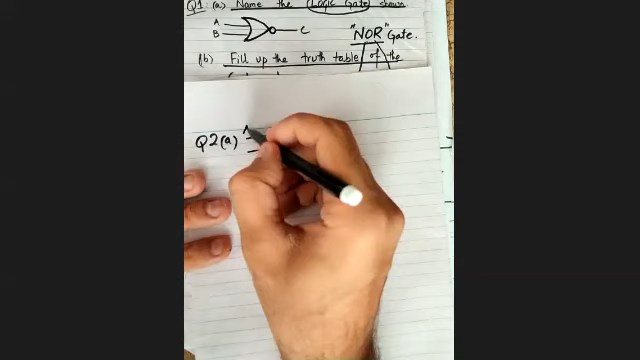 Q1: (a) Name the Logic Gate shown.
A
B
C
"NOR" Gate.
(b) Fill up the truth table of the
Q2(a)